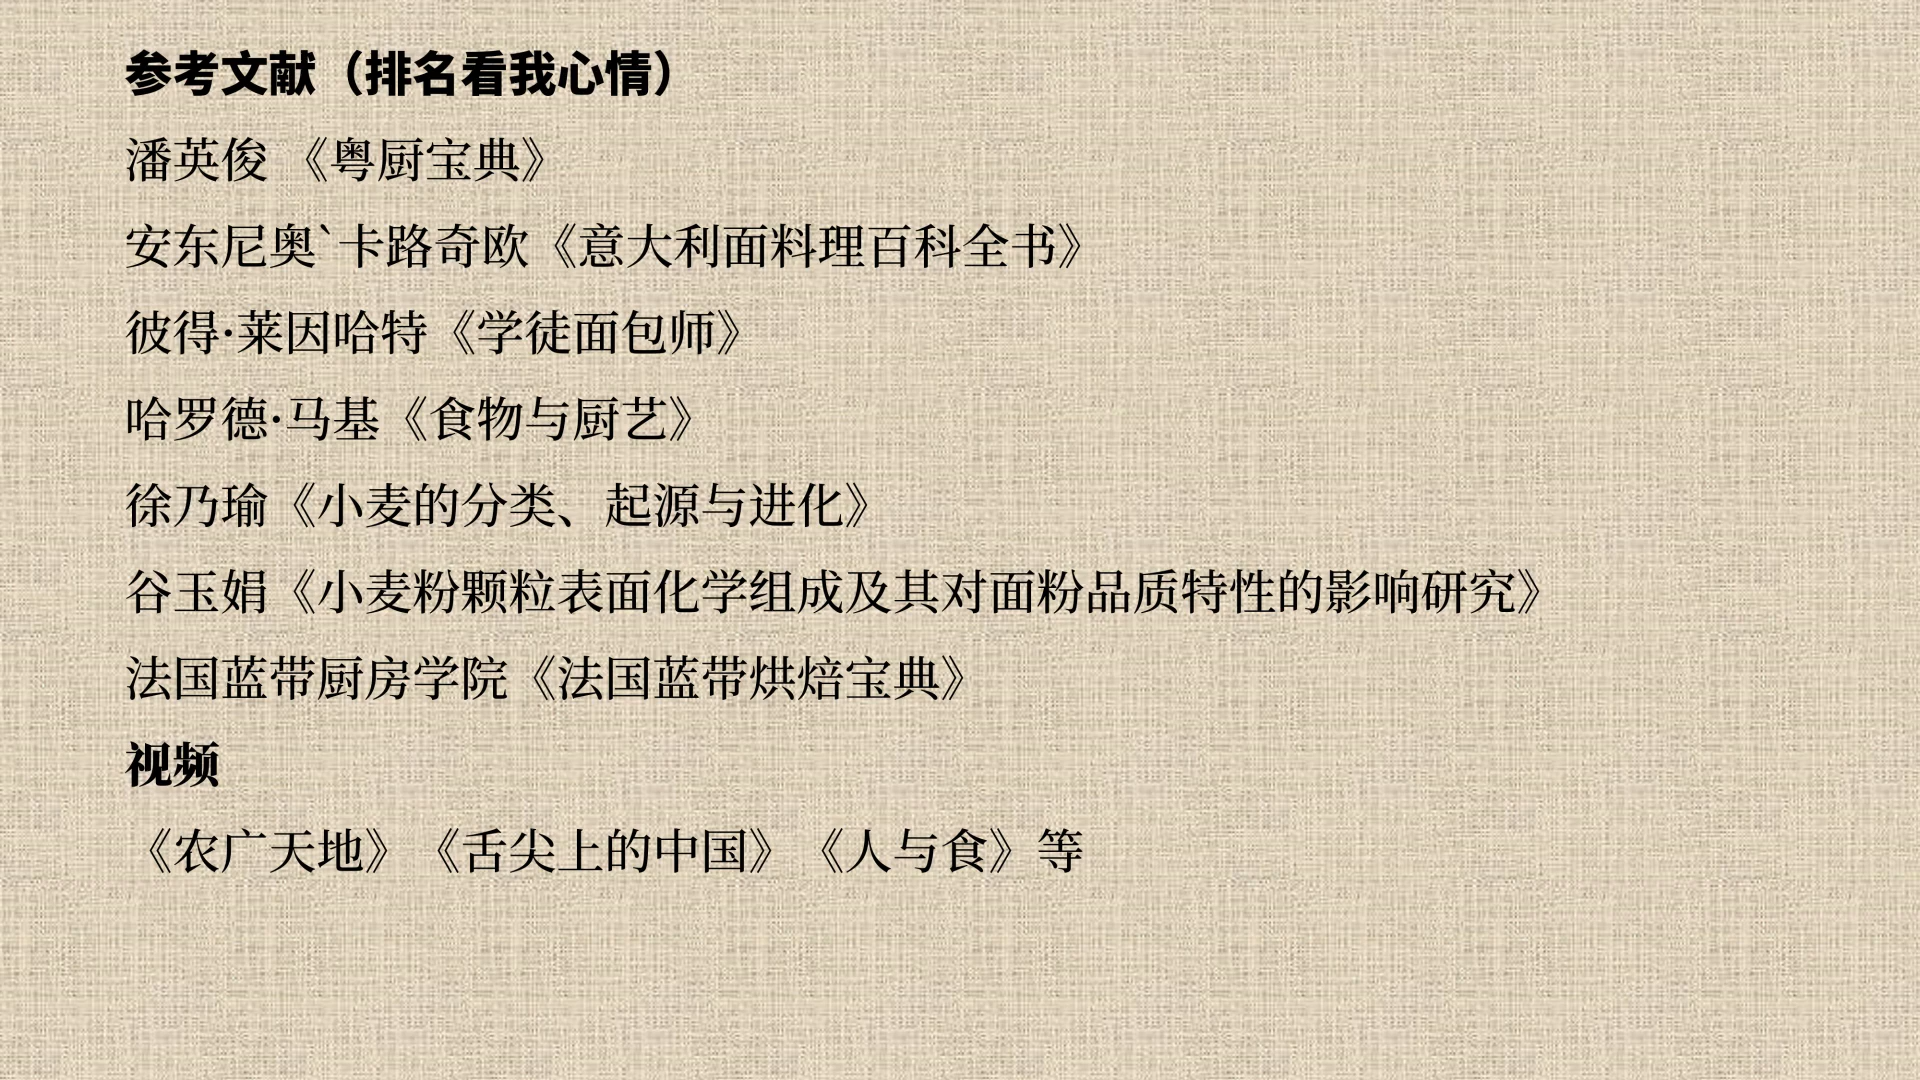 参考文献（排名看我心情）
潘英俊 《粤厨宝典》
安东尼奥`卡路奇欧《意大利面料理百科全书》
彼得·莱因哈特《学徒面包师》
哈罗德·马基《食物与厨艺》
徐乃瑜《小麦的分类、起源与进化》
谷玉娟《小麦粉颗粒表面化学组成及其对面粉品质特性的影响研究》
法国蓝带厨房学院《法国蓝带烘焙宝典》
视频
《农广天地》《舌尖上的中国》《人与食》等